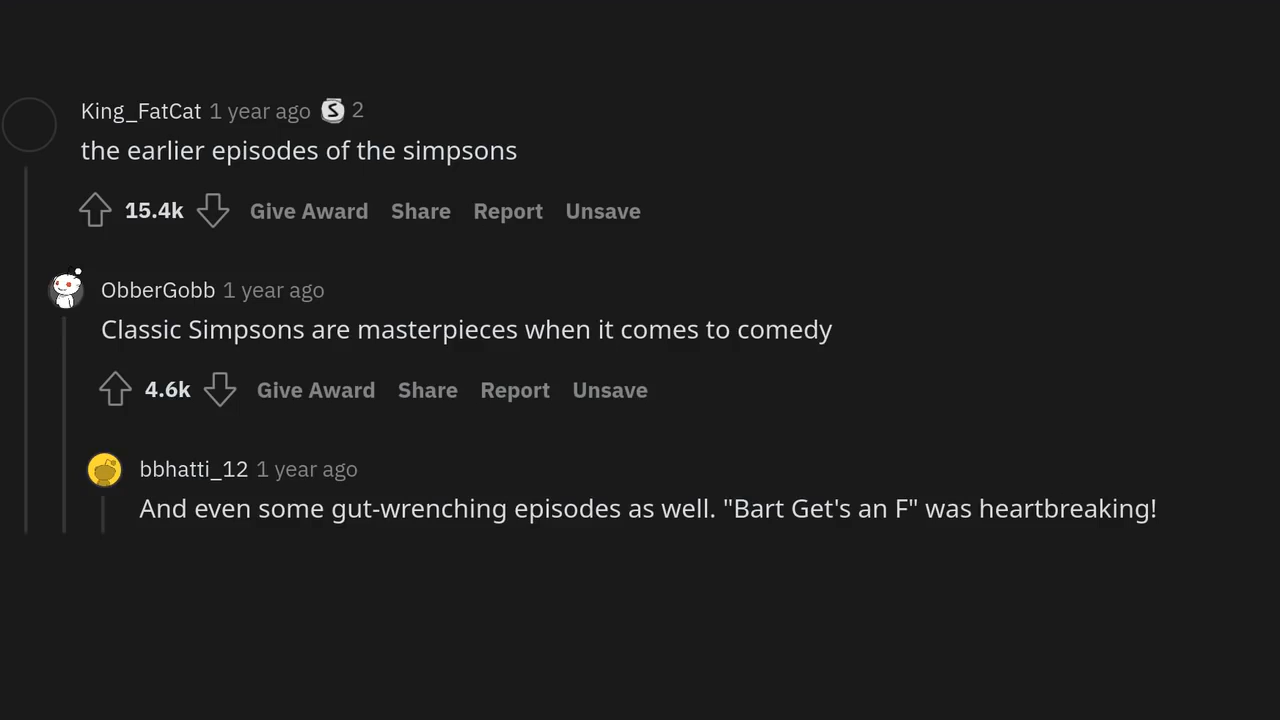 King_FatCat 1 year ago S 2
the earlier episodes of the simpsons
15.4k Give Award Share Report Unsave
ObberGobb 1 year ago
Classic Simpsons are masterpieces when it comes to comedy
4.6k Give Award Share Report Unsave
bbhatti_12 1 year ago
And even some gut-wrenching episodes as well. "Bart Get's an F" was heartbreaking!